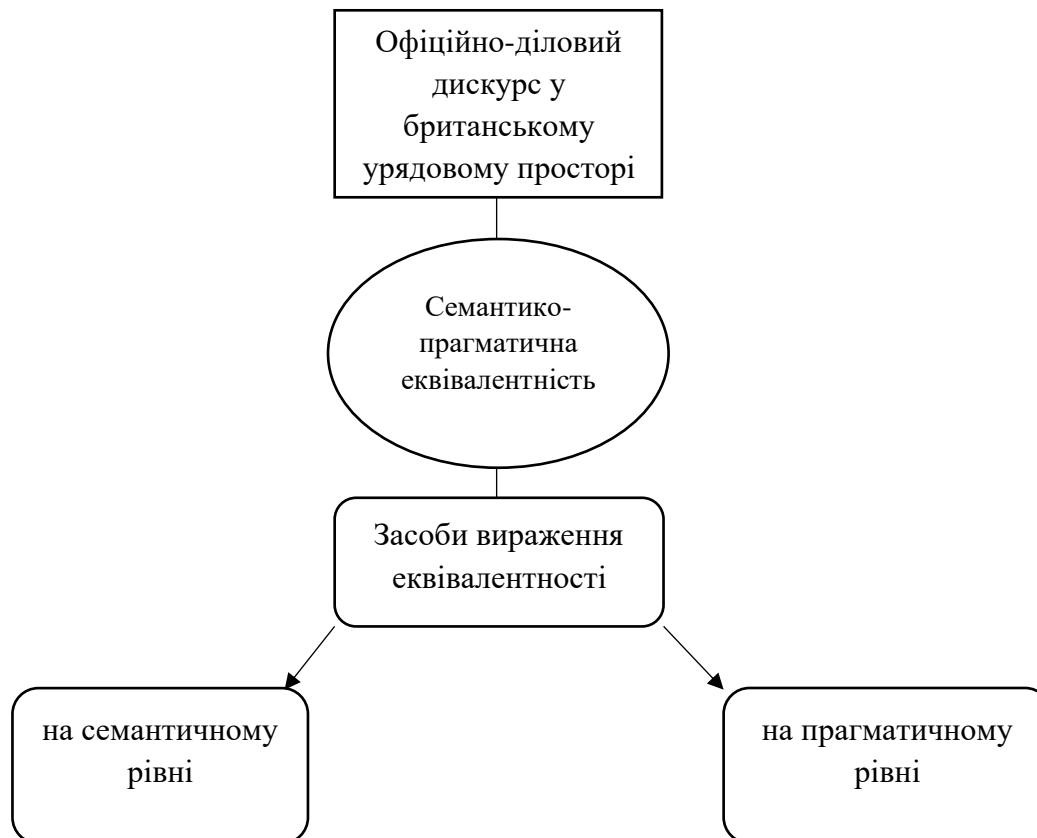 Офіційно-діловий
дискурс у
британському
урядовому просторі
Семантико-
прагматична
еквівалентність
Засоби вираження
еквівалентності
на семантичному
рівні
на прагматичному
рівні